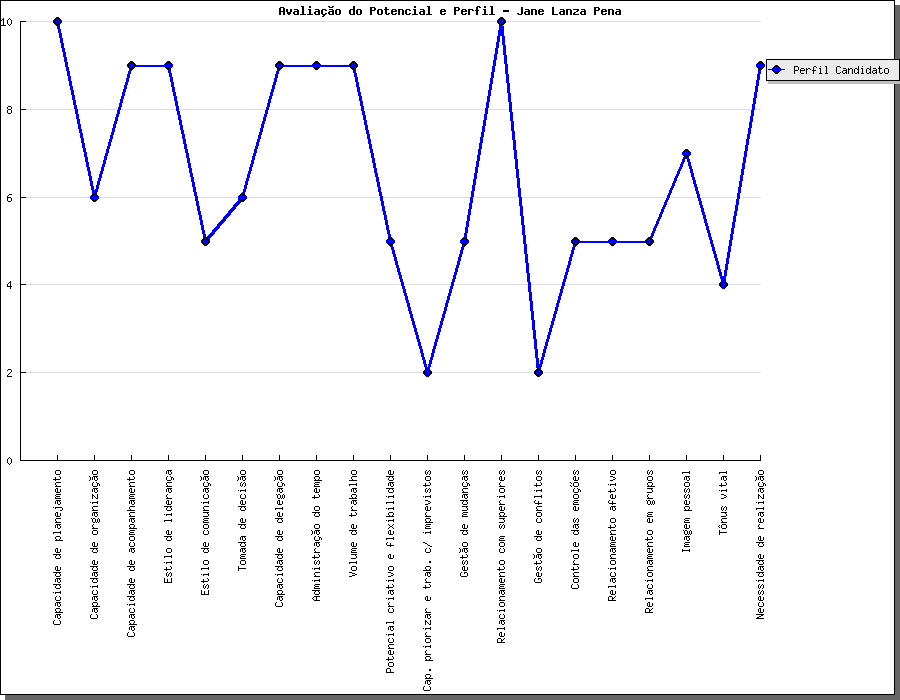 Avaliação do Potencial e Perfil - Jane Lanza Pena
Perfil Candidato
10
8
6
4
2
0
Capacidade de planejamento
Capacidade de organização
Capacidade de acompanhamento
Estilo de liderança
Estilo de comunicação
Tomada de decisão
Capacidade de delegação
Administração do tempo
Volume de trabalho
Potencial criativo e flexibilidade
Cap. priorizar e trab. c/ imprevistos
Gestão de mudanças
Relacionamento com superiores
Gestão de conflitos
Controle das emoções
Relacionamento afetivo
Relacionamento em grupos
Imagem pessoal
Tônus vital
Necessidade de realização